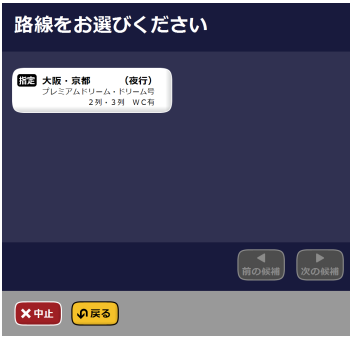 路線をお選びください
指定 大阪・京都 （夜行）
プレミアムドリーム・ドリーム号
2列・3列 WC有
前の候補 次の候補
中止 戻る